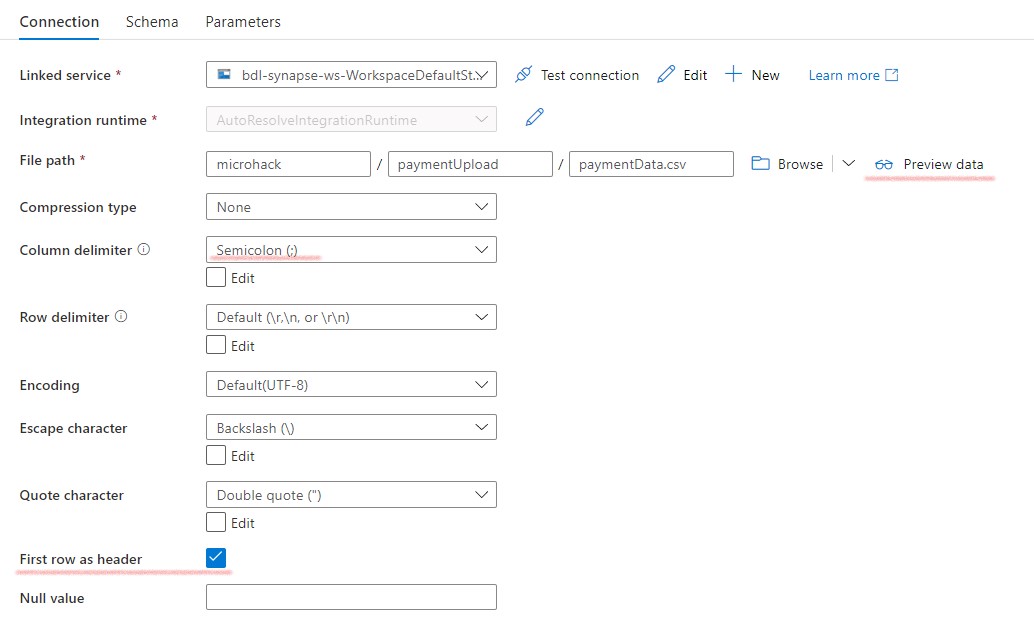 Connection Schema Parameters
Linked service * bdl-synapse-ws-WorkspaceDefaultSt... Test connection Edit New Learn more
Integration runtime * AutoResolveIntegrationRuntime
File path * microhack / paymentUpload / paymentData.csv Browse Preview data
Compression type None
Column delimiter Semicolon (;)
Edit
Row delimiter Default (\r,\n, or \r\n)
Edit
Encoding Default(UTF-8)
Escape character Backslash (\)
Edit
Quote character Double quote (")
Edit
First row as header
Null value